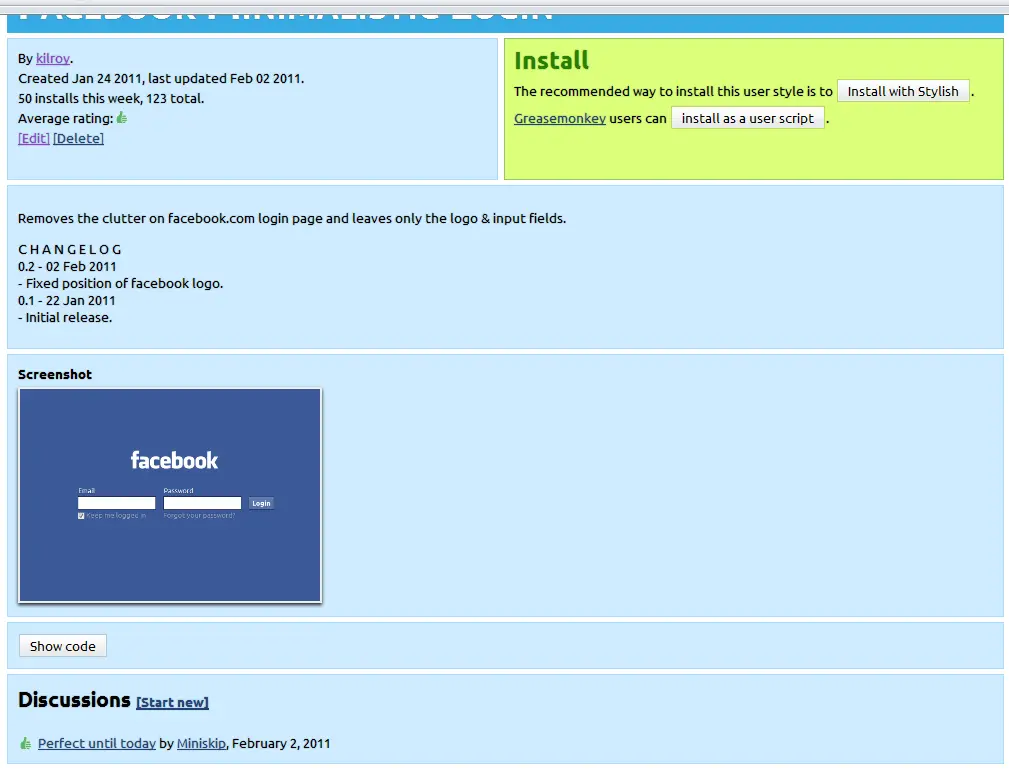 FACEBOOK MINIMALISTIC LOGIN
By kilroy.
Created Jan 24 2011, last updated Feb 02 2011.
50 installs this week, 123 total.
Average rating:
[Edit] [Delete]
Install
The recommended way to install this user style is to Install with Stylish .
Greasemonkey users can install as a user script .
Removes the clutter on facebook.com login page and leaves only the logo & input fields.
C H A N G E L O G
0.2 - 02 Feb 2011
- Fixed position of facebook logo.
0.1 - 22 Jan 2011
- Initial release.
Screenshot
facebook
Email Password
Login
Keep me logged in Forgot your password?
Show code
Discussions [Start new]
Perfect until today by Miniskip, February 2, 2011